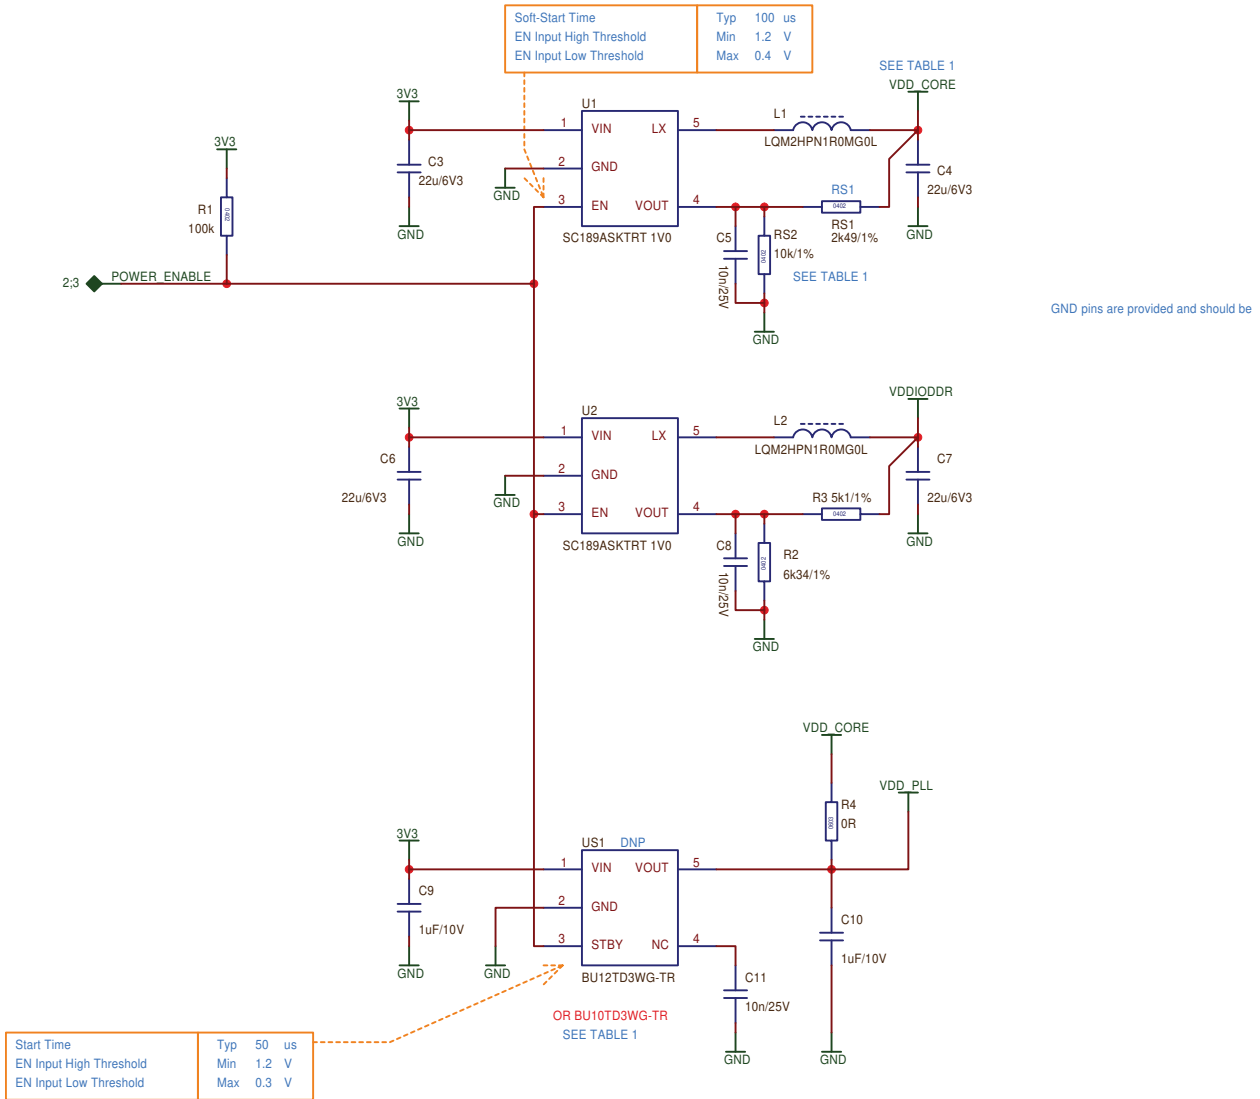 Soft-Start Time Typ 100 us
EN Input High Threshold Min 1.2 V
EN Input Low Threshold Max 0.4 V
SEE TABLE 1
VDD_CORE
3V3
U1
L1
1 VIN LX 5
LQM2HPN1R0MG0L
3V3
C3
22u/6V3
2 GND
GND
C4
22u/6V3
RS1
0402
R1
100k
0402
3 EN VOUT 4
RS1
2k49/1%
GND
GND
SC189ASKTRT 1V0
C5
10n/25V
RS2
10k/1%
0402
SEE TABLE 1
2;3 POWER_ENABLE
GND pins are provided and should be
GND
VDDIODDR
3V3
U2
L2
1 VIN LX 5
LQM2HPN1R0MG0L
C6
22u/6V3
2 GND
GND
C7
22u/6V3
R3 5k1/1%
0402
3 EN VOUT 4
GND
GND
SC189ASKTRT 1V0
C8
10n/25V
R2
6k34/1%
0402
GND
VDD_CORE
VDD_PLL
R4
0R
0603
3V3
US1 DNP
1 VIN VOUT 5
C9
1uF/10V
2 GND
C10
1uF/10V
3 STBY NC 4
GND
GND
BU12TD3WG-TR
C11
10n/25V
OR BU10TD3WG-TR
SEE TABLE 1
GND
GND
Start Time Typ 50 us
EN Input High Threshold Min 1.2 V
EN Input Low Threshold Max 0.3 V